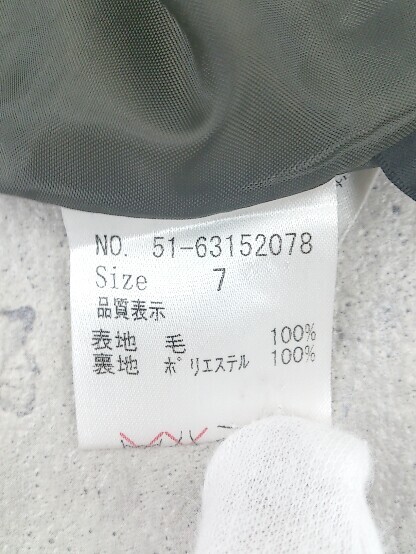 NO. 51-63152078
Size 7
品質表示
表地 毛 100%
裏地 ポリエステル 100%